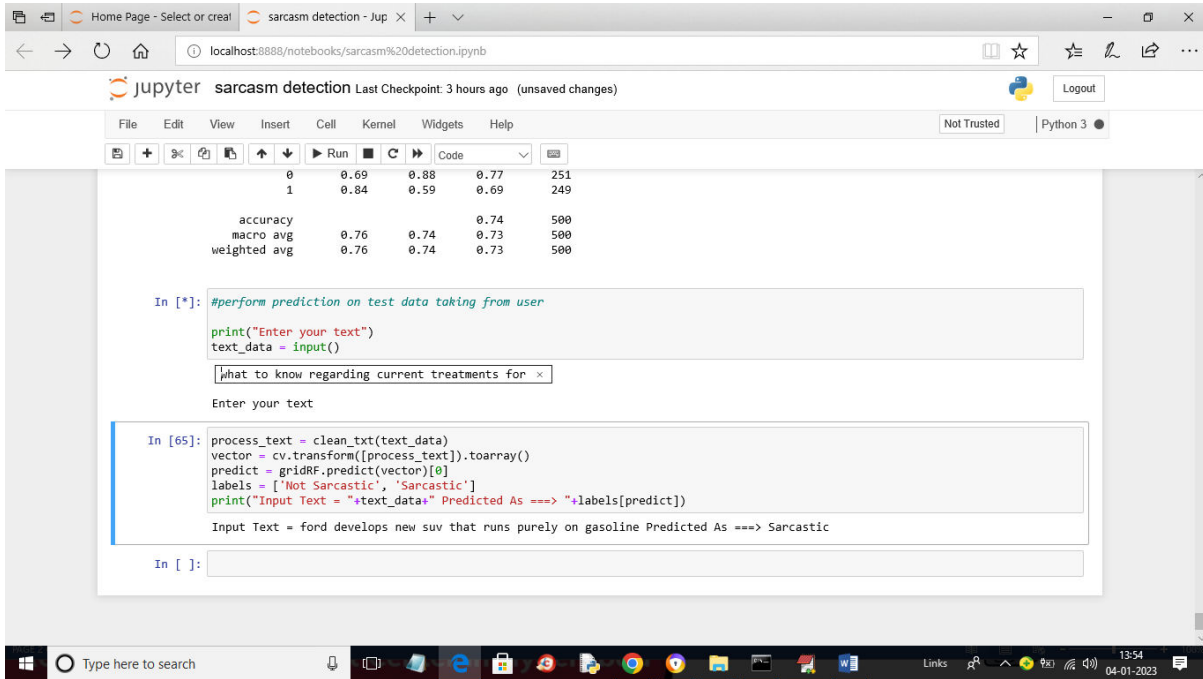 Home Page - Select or creat
sarcasm detection - Jup
localhost:8888/notebooks/sarcasm%20detection.ipynb
jupyter sarcasm detection Last Checkpoint: 3 hours ago (unsaved changes)
Logout
File Edit View Insert Cell Kernel Widgets Help
Not Trusted
Python 3
Run
Code
0 0.69 0.88 0.77 251
1 0.84 0.59 0.69 249
accuracy 0.74 500
macro avg 0.76 0.74 0.73 500
weighted avg 0.76 0.74 0.73 500
In [*]: #perform prediction on test data taking from user
print("Enter your text")
text_data = input()
what to know regarding current treatments for
Enter your text
In [65]: process_text = clean_txt(text_data)
vector = cv.transform([process_text]).toarray()
predict = gridRF.predict(vector)[0]
labels = ['Not Sarcastic', 'Sarcastic']
print("Input Text = "+text_data+" Predicted As ===> "+labels[predict])
Input Text = ford develops new suv that runs purely on gasoline Predicted As ===> Sarcastic
In [ ]:
Type here to search
Links
13:54
04-01-2023